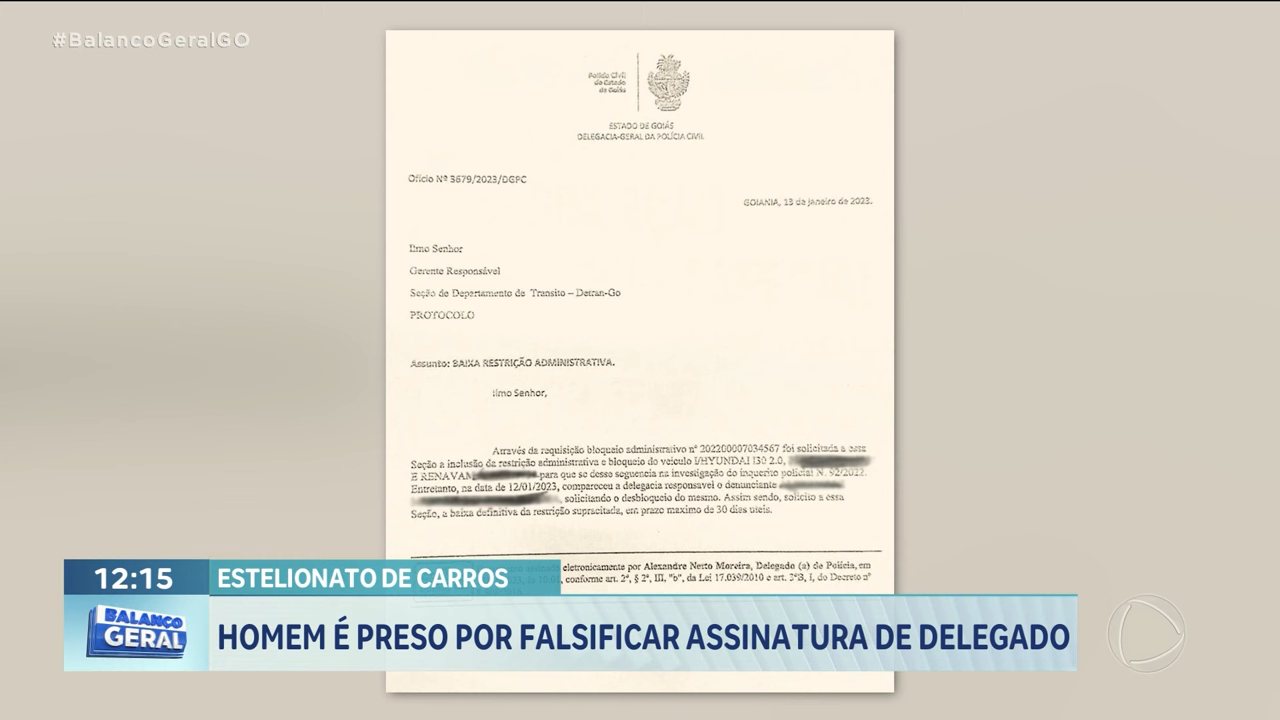 #BalancoGeralGO
Polícia Civil
do Estado
de Goiás
ESTADO DE GOIÁS
DELEGACIA-GERAL DA POLÍCIA CIVIL
Ofício Nº 3679/2023/DGPC
GOIANIA, 13 de janeiro de 2023.
Ilmo Senhor
Gerente Responsável
Seção de Departamento de Transito – Detran-Go
PROTOCOLO
Assunto: BAIXA RESTRIÇÃO ADMINISTRATIVA.
Ilmo Senhor,
Através da requisição bloqueio administrativo nº 202200007034567 foi solicitada a essa
Seção a inclusão da restrição administrativa e bloqueio do veiculo I/HYUNDAI I30 2.0,
E RENAVAM para que se desse seguencia na investigação do inquerito policial N. 92/2022.
Entretanto, na data de 12/01/2023, compareceu a delegacia responsavel o denunciante
, solicitando o desbloqueio do mesmo. Assim sendo, solicito a essa
Seção, a baixa definitiva da restrição supracitada, em prazo maximo de 30 dias uteis.
eletronicamente por Alexandre Netto Moreira, Delegado (a) de Polícia, em
, conforme art. 2º, § 2º, III, "b", da Lei 17.039/2010 e art. 3ºB, I, do Decreto nº
12:15
ESTELIONATO DE CARROS
BALANÇO
GERAL
HOMEM É PRESO POR FALSIFICAR ASSINATURA DE DELEGADO